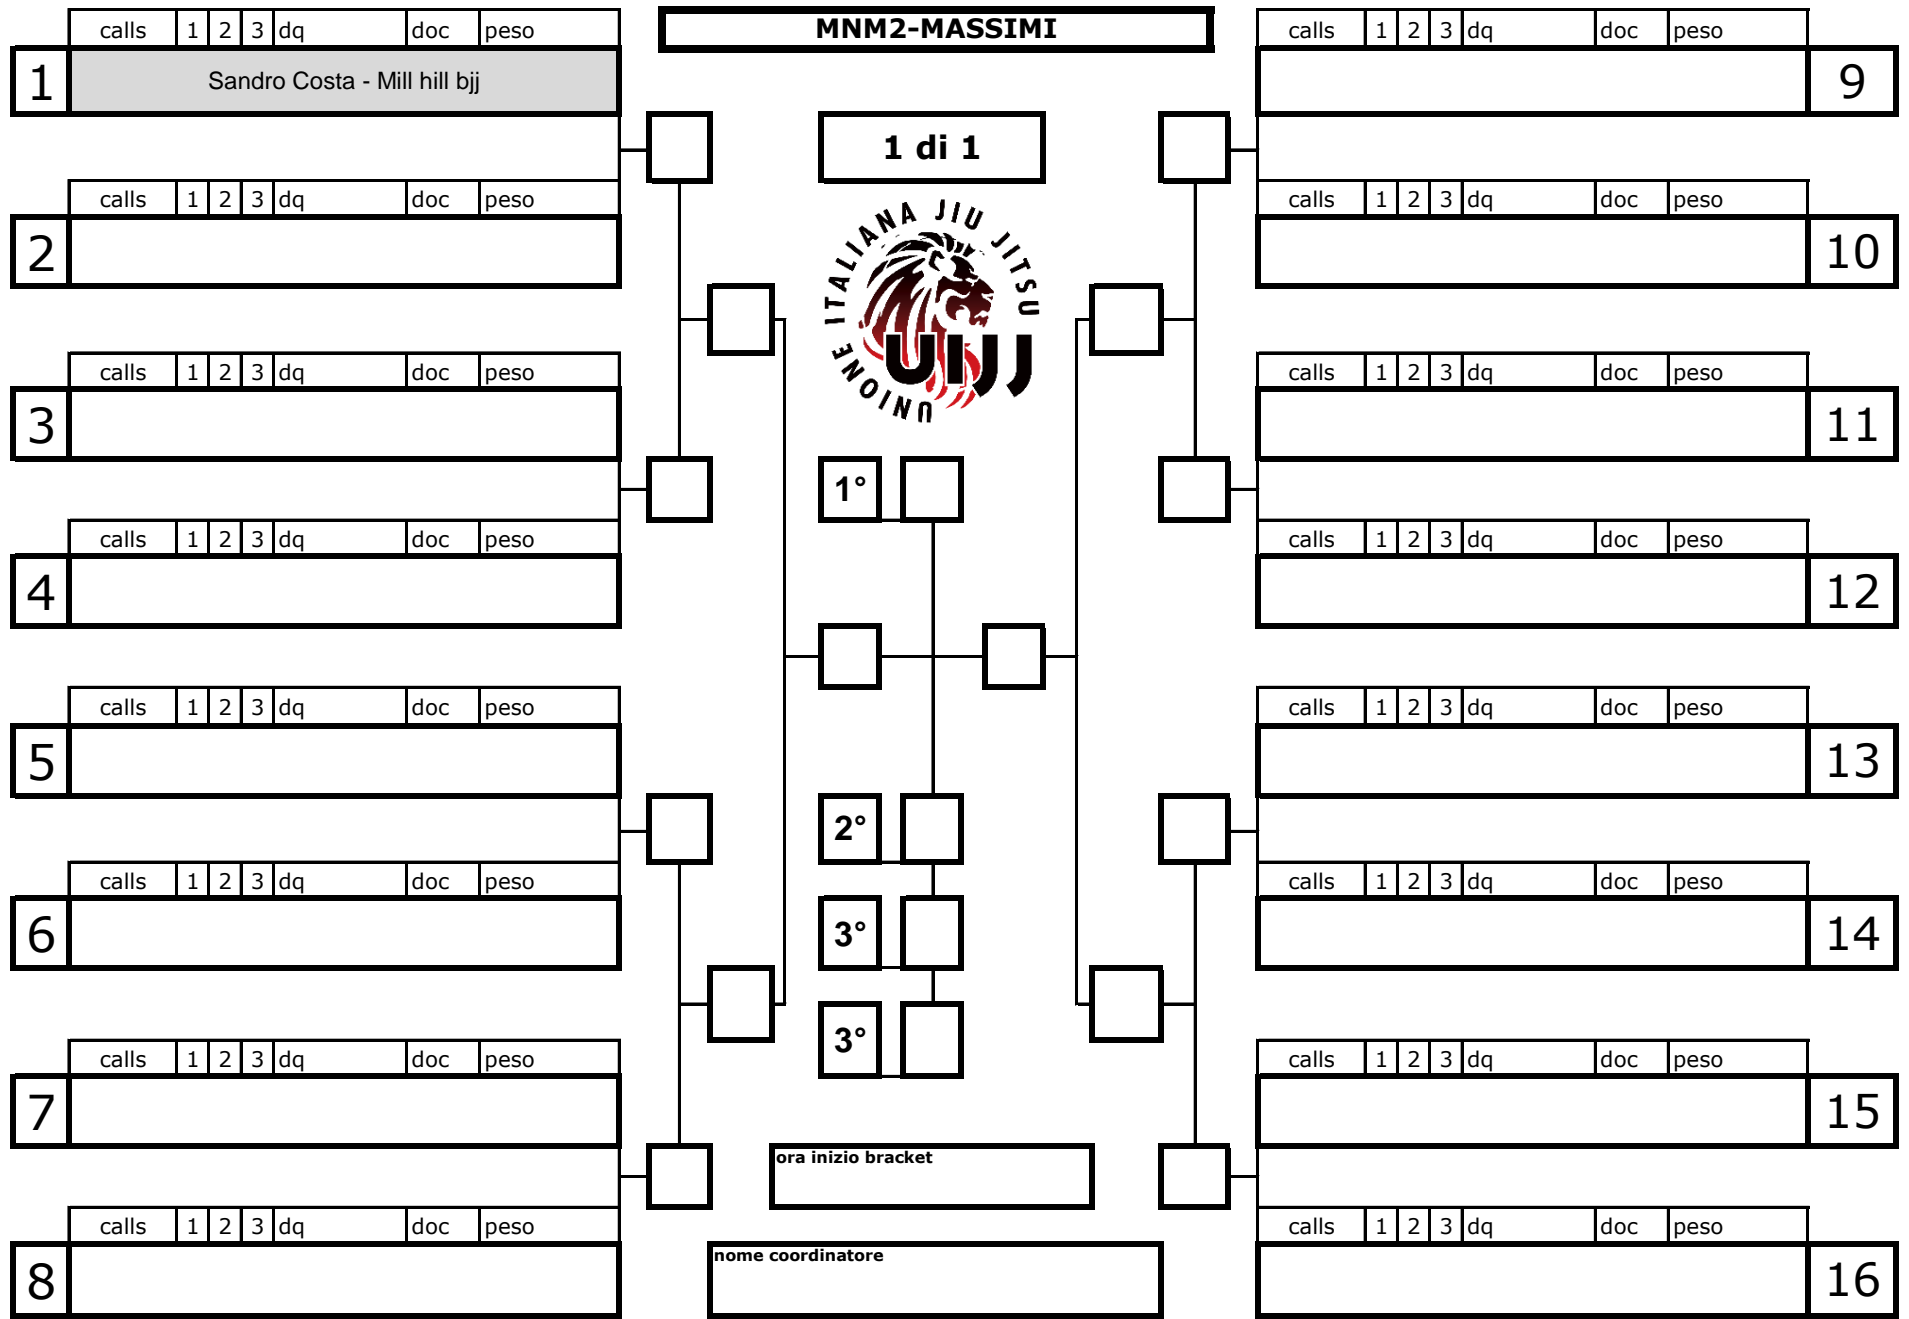 calls 1 2 3 dq doc peso
1 Sandro Costa - Mill hill bjj
calls 1 2 3 dq doc peso
2
calls 1 2 3 dq doc peso
3
calls 1 2 3 dq doc peso
4
calls 1 2 3 dq doc peso
5
calls 1 2 3 dq doc peso
6
calls 1 2 3 dq doc peso
7
calls 1 2 3 dq doc peso
8
MNM2-MASSIMI
1 di 1
UNIONE ITALIANA JIU JITSU
UIJJ
1°
2°
3°
3°
ora inizio bracket
nome coordinatore
calls 1 2 3 dq doc peso
9
calls 1 2 3 dq doc peso
10
calls 1 2 3 dq doc peso
11
calls 1 2 3 dq doc peso
12
calls 1 2 3 dq doc peso
13
calls 1 2 3 dq doc peso
14
calls 1 2 3 dq doc peso
15
calls 1 2 3 dq doc peso
16